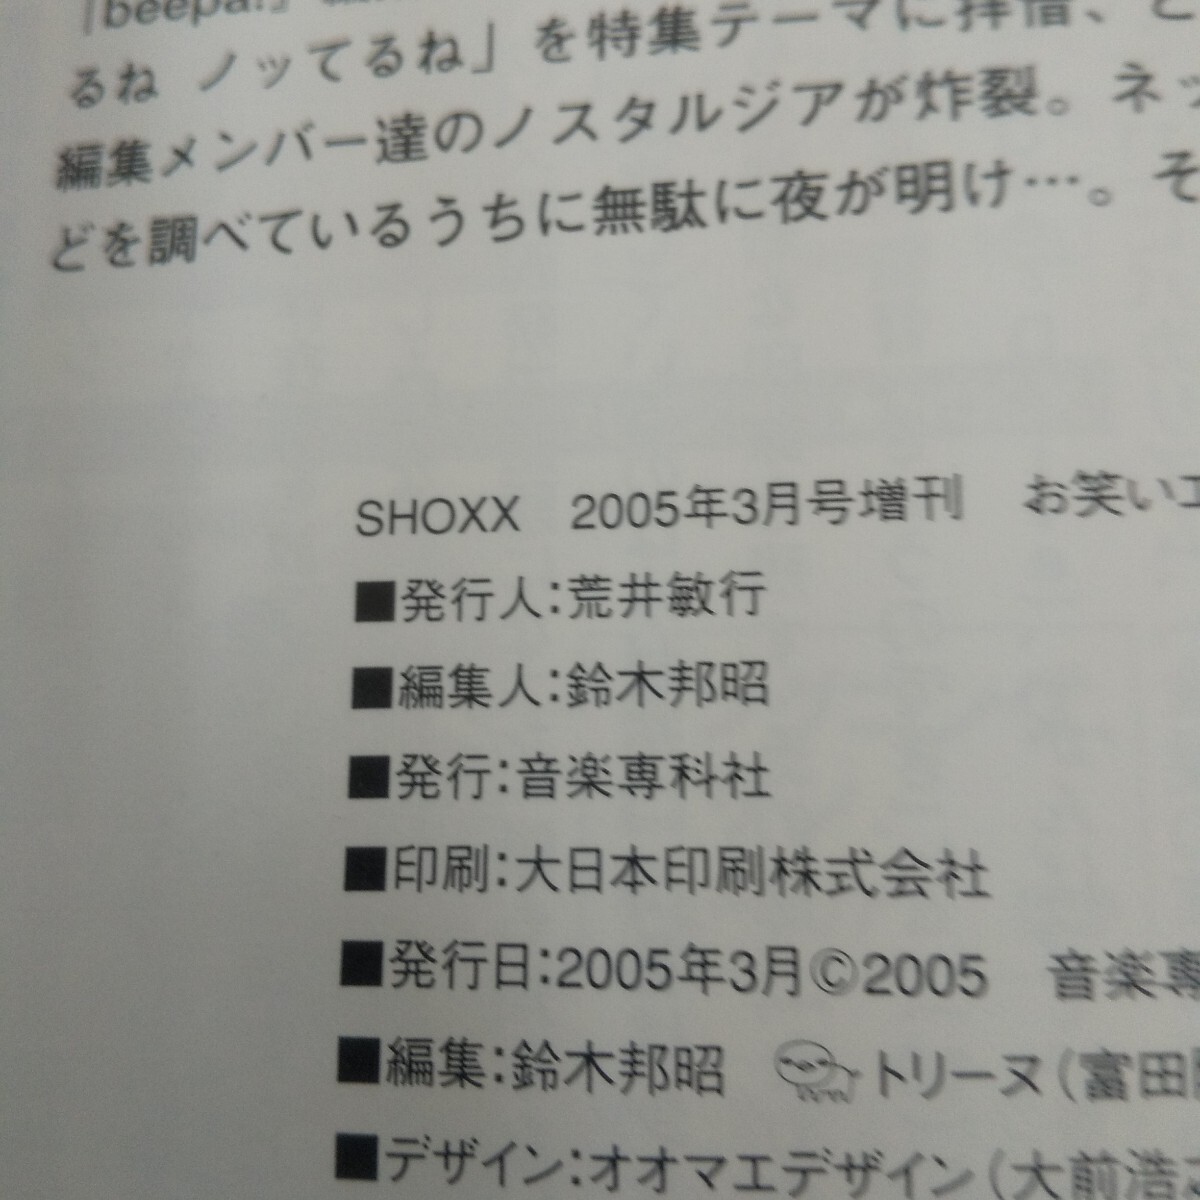 「beepa!」
るね ノッてるね」を特集テーマに拝借、と
編集メンバー達のノスタルジアが炸裂。ネッ
どを調べているうちに無駄に夜が明け…。そ
SHOXX 2005年3月号増刊 お笑い
■発行人:荒井敏行
■編集人:鈴木邦昭
■発行:音楽専科社
■印刷:大日本印刷株式会社
■発行日:2005年3月©2005 音楽専
■編集:鈴木邦昭 トリーヌ(富田
■デザイン:オオマエデザイン(大前浩